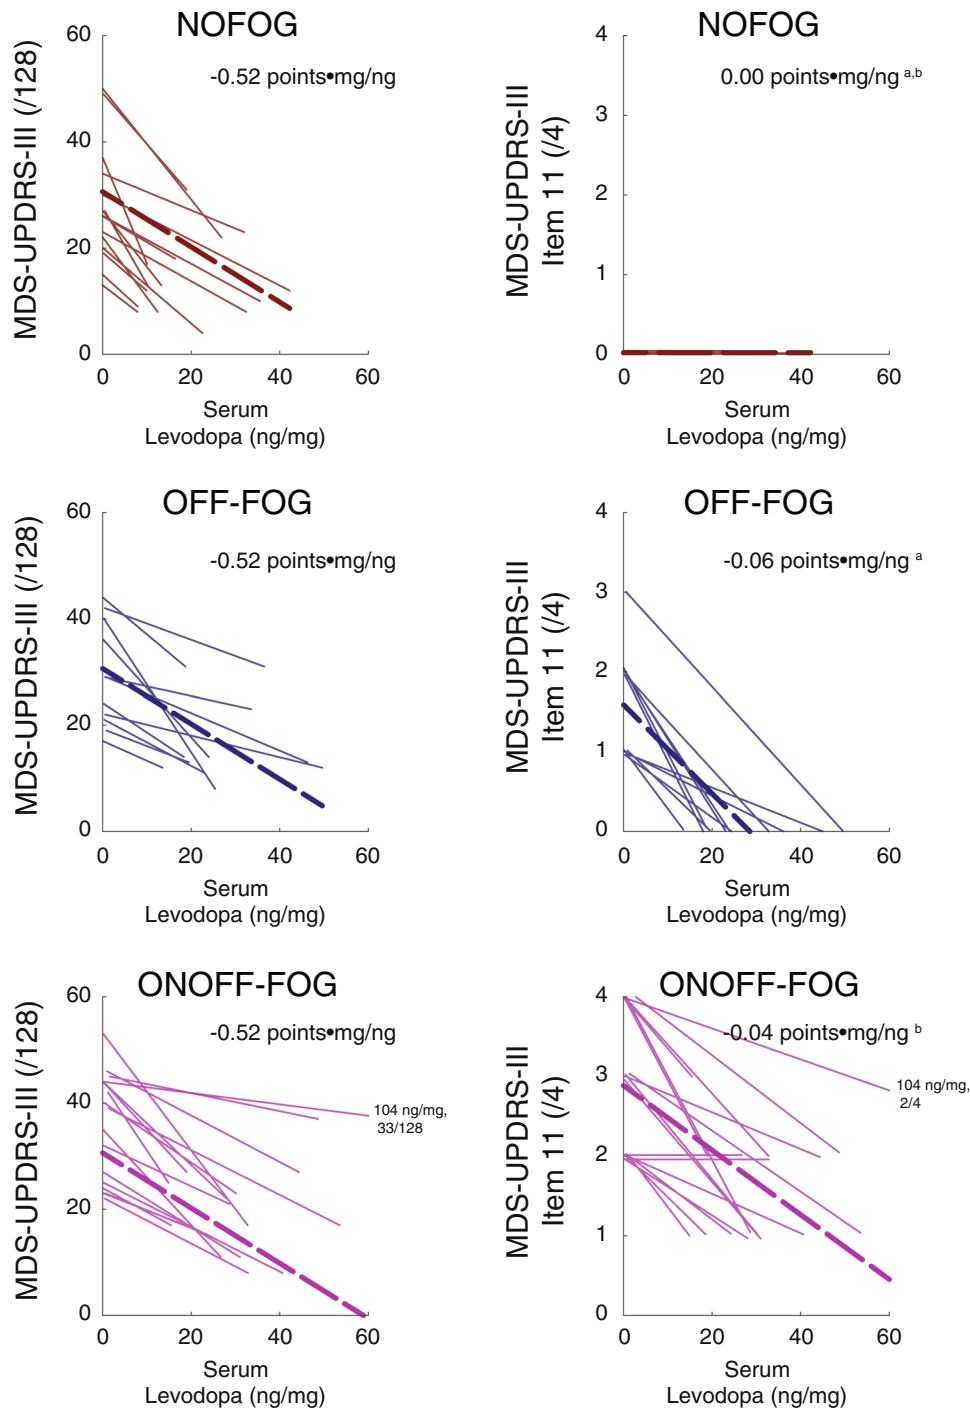 NOFOG
-0.52 points•mg/ng
MDS-UPDRS-III (/128)
60
40
20
0
0 20 40 60
Serum
Levodopa (ng/mg)
NOFOG
0.00 points•mg/ng a,b
MDS-UPDRS-III
Item 11 (/4)
4
3
2
1
0
0 20 40 60
Serum
Levodopa (ng/mg)
OFF-FOG
-0.52 points•mg/ng
MDS-UPDRS-III (/128)
60
40
20
0
0 20 40 60
Serum
Levodopa (ng/mg)
OFF-FOG
-0.06 points•mg/ng a
MDS-UPDRS-III
Item 11 (/4)
4
3
2
1
0
0 20 40 60
Serum
Levodopa (ng/mg)
ONOFF-FOG
-0.52 points•mg/ng
MDS-UPDRS-III (/128)
60
40
20
0
104 ng/mg,
33/128
0 20 40 60
Serum
Levodopa (ng/mg)
ONOFF-FOG
-0.04 points•mg/ng b
MDS-UPDRS-III
Item 11 (/4)
4
3
2
1
0
104 ng/mg,
2/4
0 20 40 60
Serum
Levodopa (ng/mg)